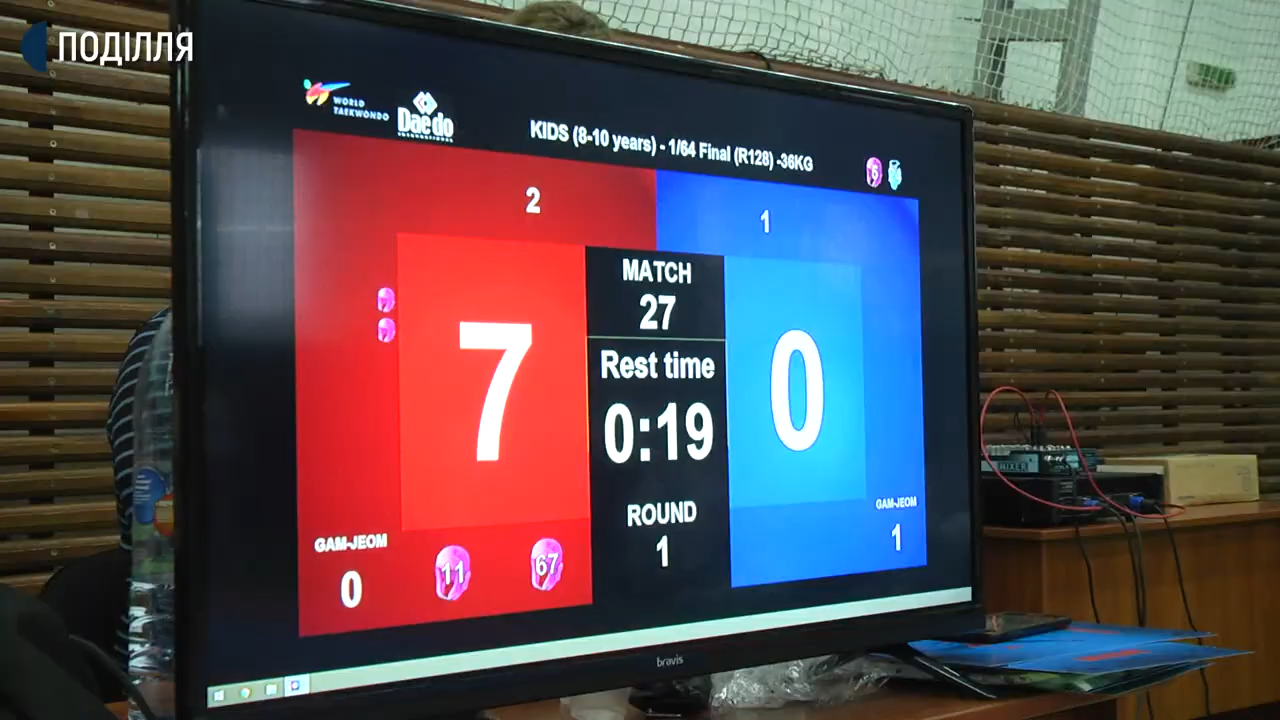 ПОДІЛЛЯ
WORLD
TAEKWONDO
Daedo
KIDS (8-10 years) - 1/64 Final (R128) -36KG
2
1
MATCH
27
7
Rest time
0:19
0
ROUND
1
GAM-JEOM
0
11
67
GAM-JEOM
1
bravis
MIXER